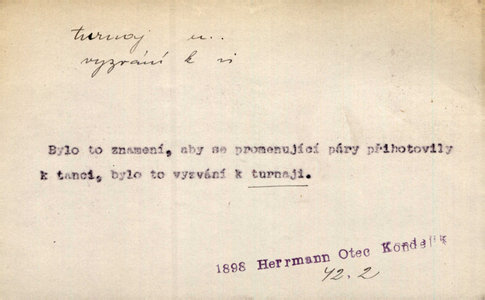 turnaj u..
vyzvání k ni
Bylo to znamení, aby se promenující páry přihotovily
k tanci, bylo to vyzvání k turnaji.
1898 Herrmann Otec Kondelík
42.2